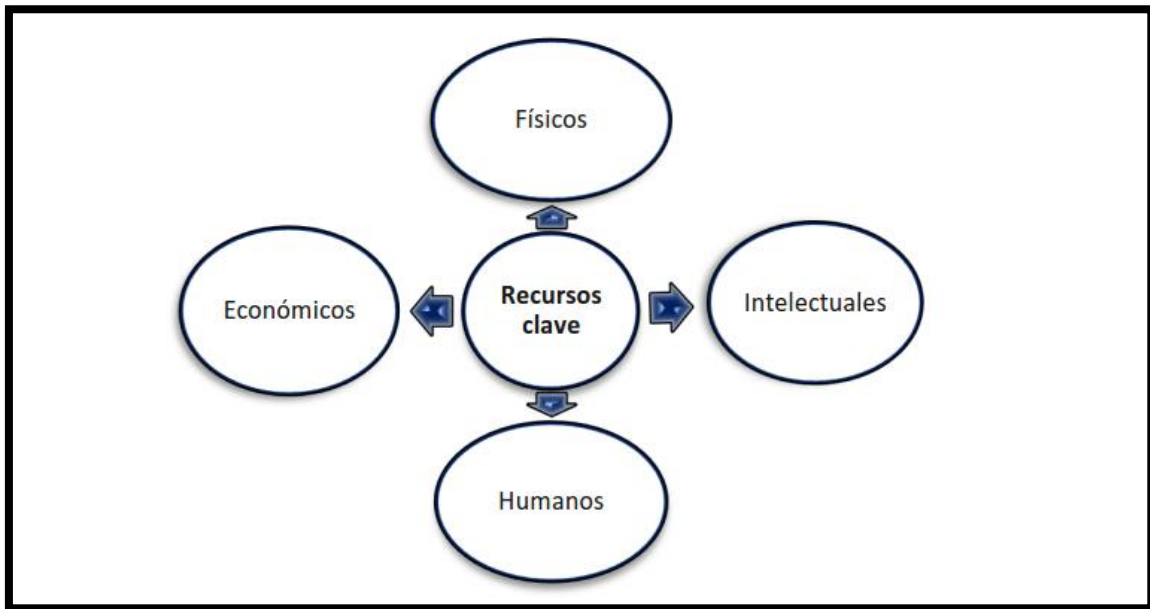 Físicos
Económicos
Recursos
clave
Intelectuales
Humanos